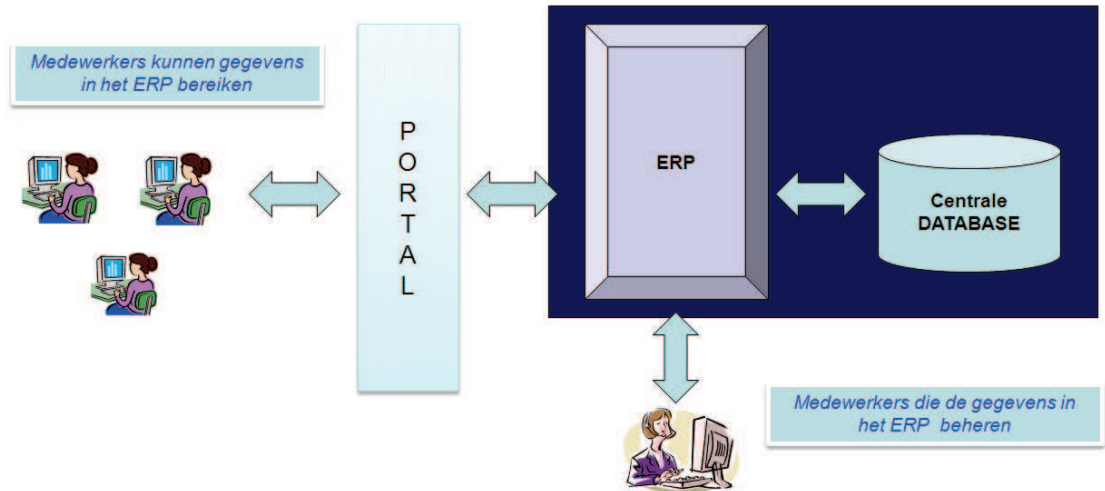 Medewerkers kunnen gegevens
in het ERP bereiken
P
O
R
T
A
L
ERP
Centrale
DATABASE
Medewerkers die de gegevens in
het ERP beheren